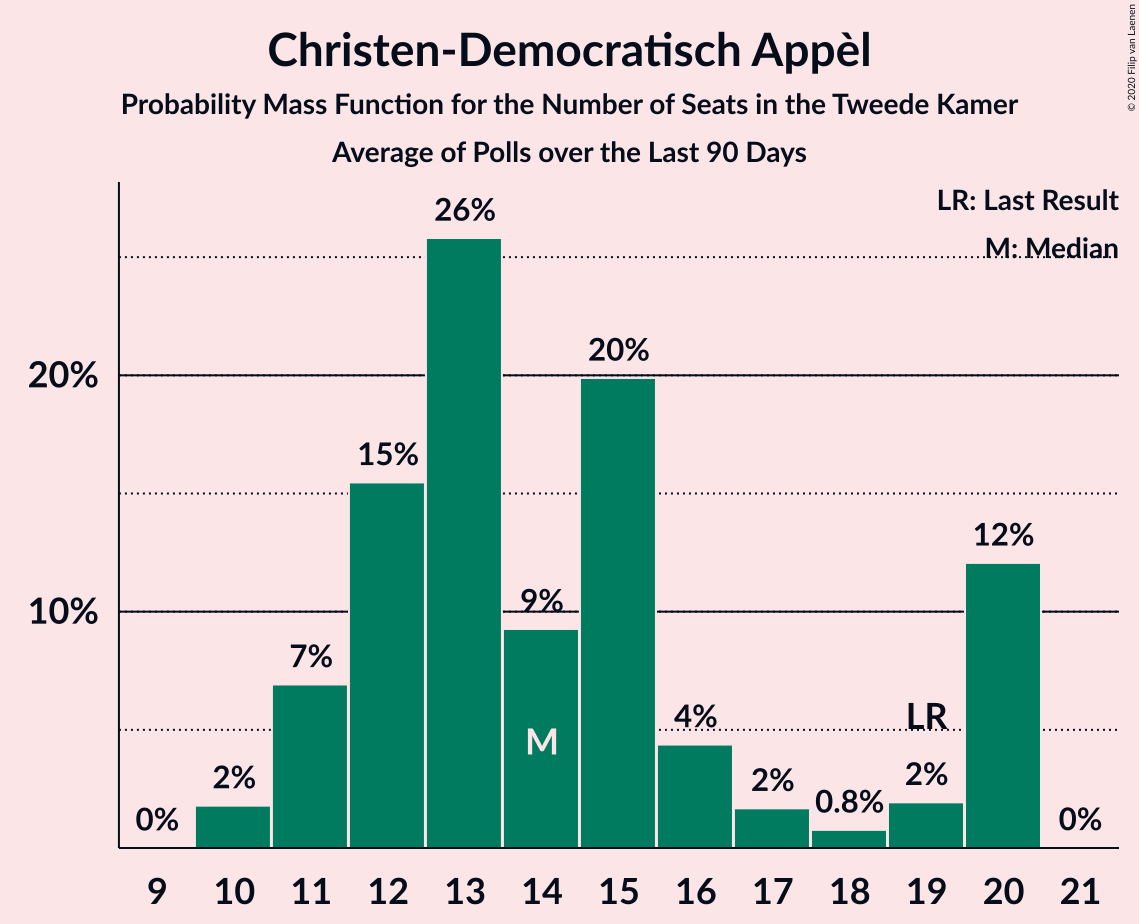 Christen-Democratisch Appèl
Probability Mass Function for the Number of Seats in the Tweede Kamer
Average of Polls over the Last 90 Days
© 2020 Filip van Laenen
LR: Last Result
M: Median
26%
20%
20%
15%
12%
10%
9%
7%
LR
M
4%
2%
2%
2%
0.8%
0%
0%
9 10 11 12 13 14 15 16 17 18 19 20 21